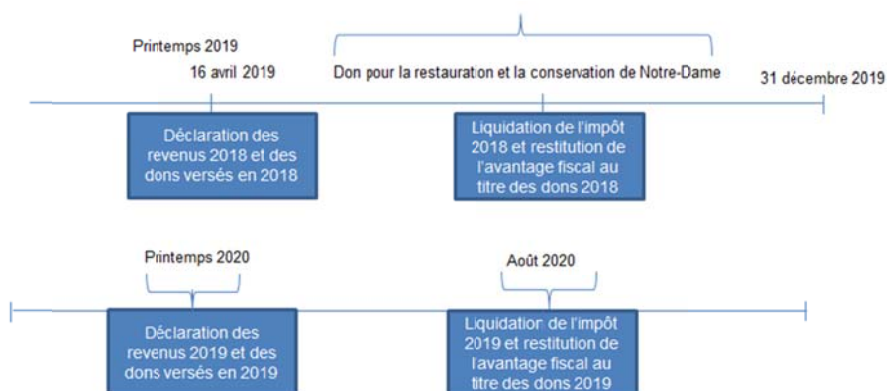 Printemps 2019
16 avril 2019
Don pour la restauration et la conservation de Notre-Dame
31 décembre 2019
Déclaration des
revenus 2018 et des
dons versés en 2018
Liquidation de l'impôt
2018 et restitution de
l'avantage fiscal au
titre des dons 2018
Printemps 2020
Août 2020
Déclaration des
revenus 2019 et des
dons versés en 2019
Liquidation de l'impôt
2019 et restitution de
l'avantage fiscal au
titre des dons 2019